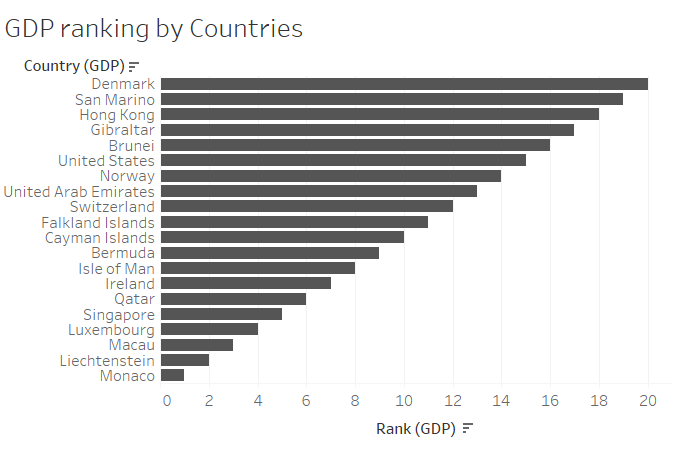 GDP ranking by Countries
Country (GDP)
Denmark
San Marino
Hong Kong
Gibraltar
Brunei
United States
Norway
United Arab Emirates
Switzerland
Falkland Islands
Cayman Islands
Bermuda
Isle of Man
Ireland
Qatar
Singapore
Luxembourg
Macau
Liechtenstein
Monaco
0 2 4 6 8 10 12 14 16 18 20
Rank (GDP)